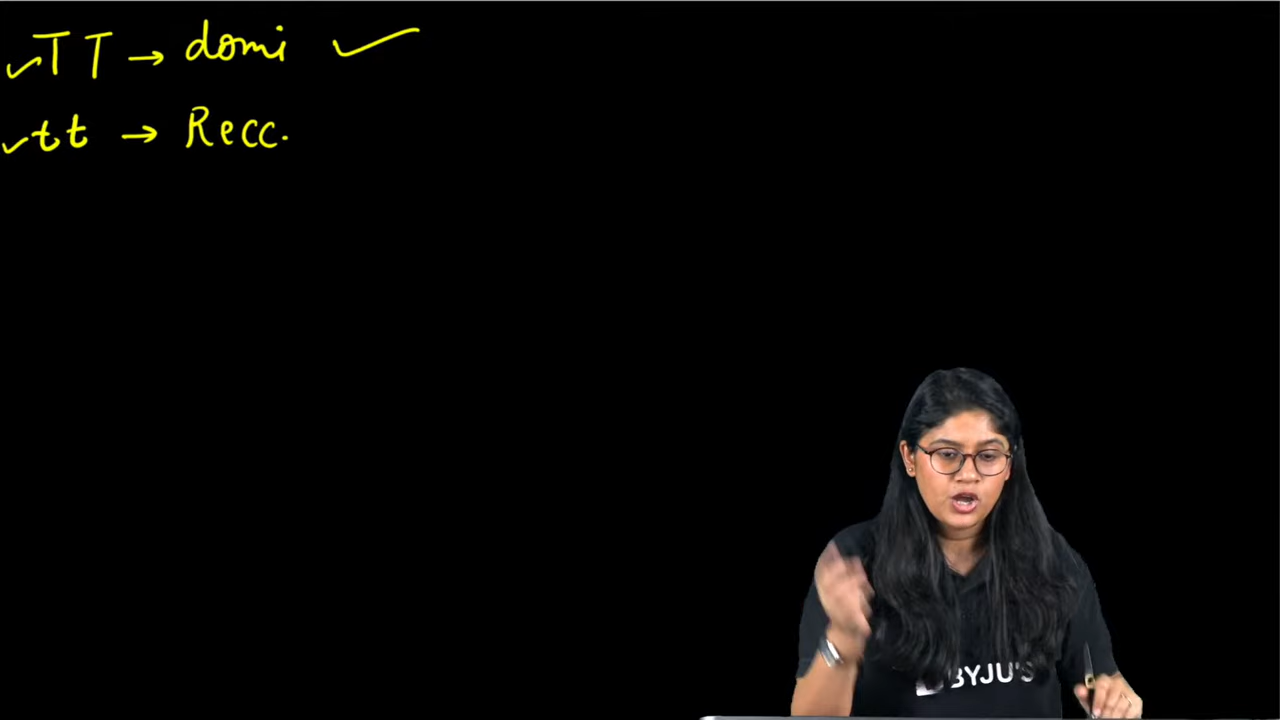 TT → domi ✓
tt → Recc.
BYJU'S